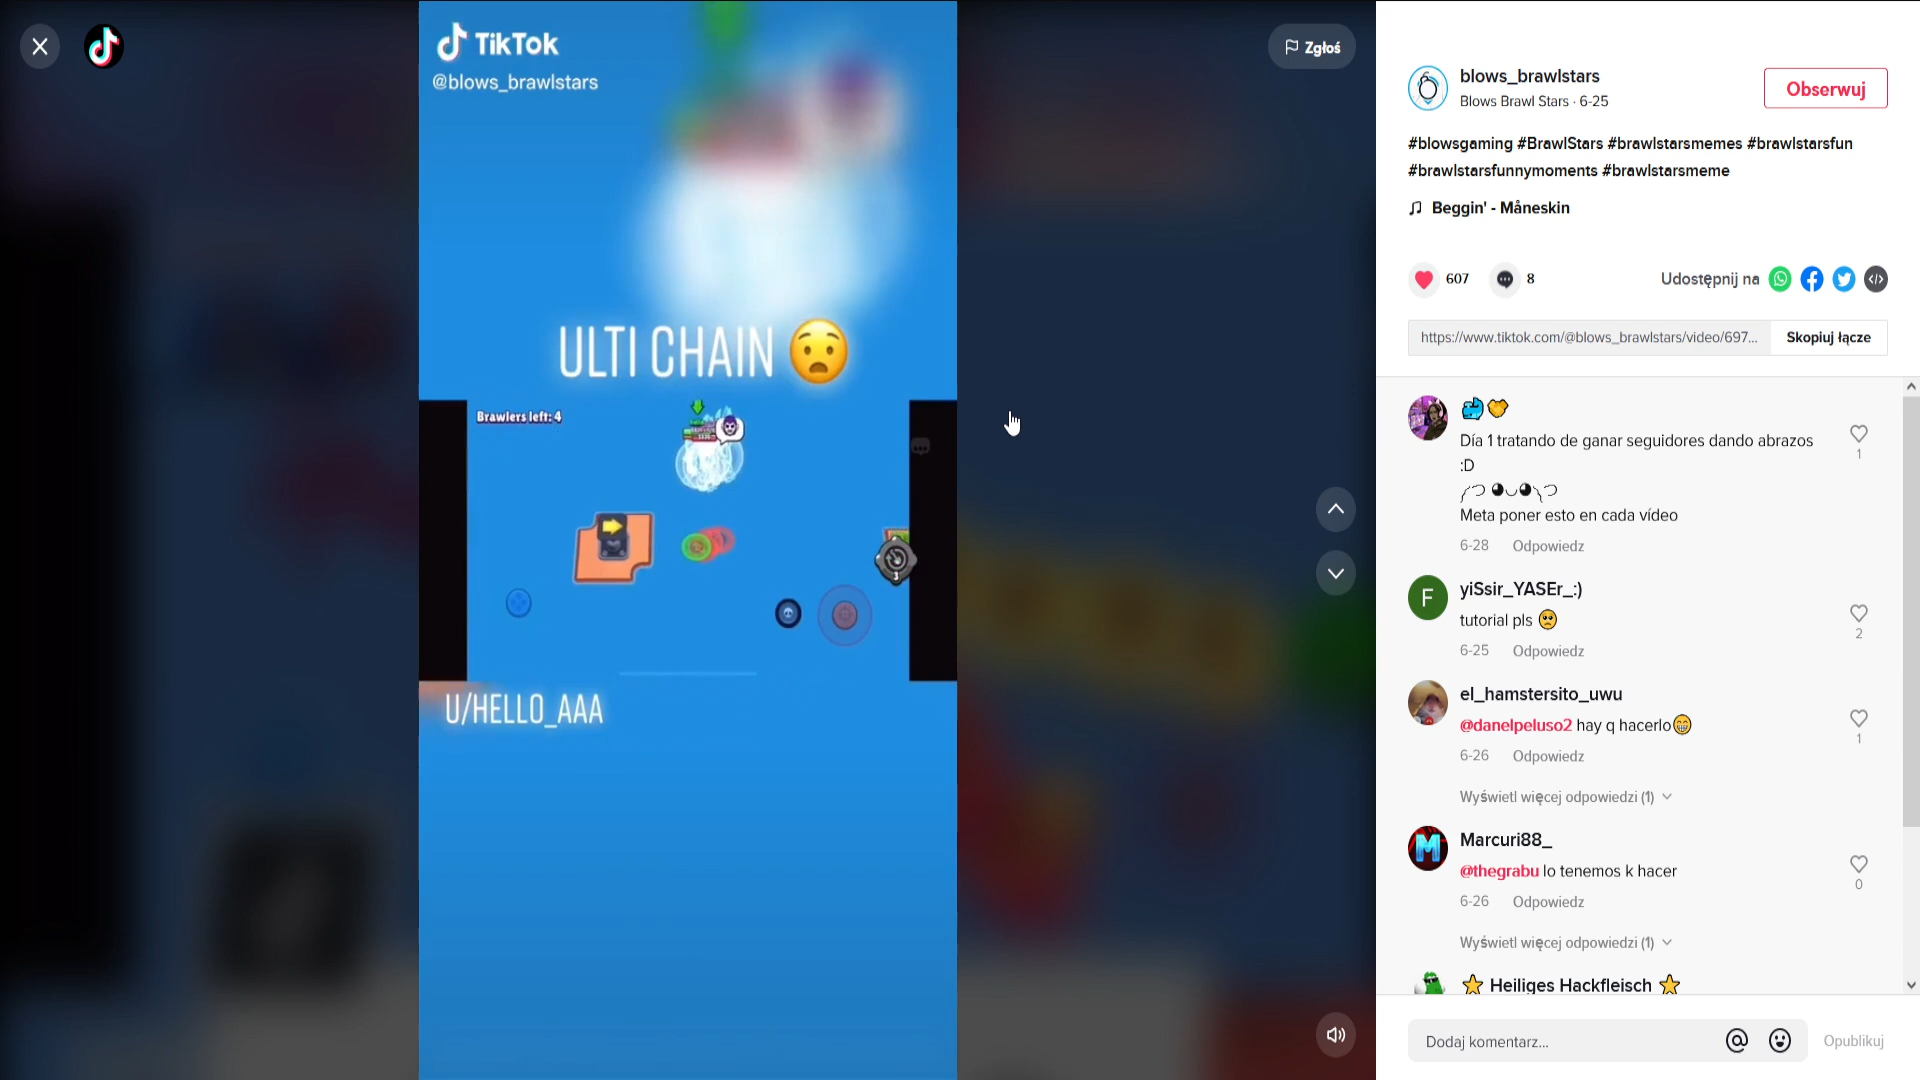 TikTok
@blows_brawlstars
ULTI CHAIN 😧
Brawlers left: 4
3
U/HELLO_AAA
Zgłoś
blows_brawlstars
Blows Brawl Stars · 6-25
Obserwuj
#blowsgaming #BrawlStars #brawlstarsmemes #brawlstarsfun
#brawlstarsfunnymoments #brawlstarsmeme
Beggin' - Måneskin
607
8
Udostępnij na
https://www.tiktok.com/@blows_brawlstars/video/697...
Skopiuj łącze
Día 1 tratando de ganar seguidores dando abrazos
:D
Meta poner esto en cada vídeo
1
6-28 Odpowiedz
F
yiSsir_YASEr_:)
tutorial pls 🥺
2
6-25 Odpowiedz
el_hamstersito_uwu
@danelpeluso2 hay q hacerlo😁
1
6-26 Odpowiedz
Wyświetl więcej odpowiedzi (1)
M
Marcuri88_
@thegrabu lo tenemos k hacer
0
6-26 Odpowiedz
Wyświetl więcej odpowiedzi (1)
⭐ Heiliges Hackfleisch ⭐
Dodaj komentarz...
Opublikuj